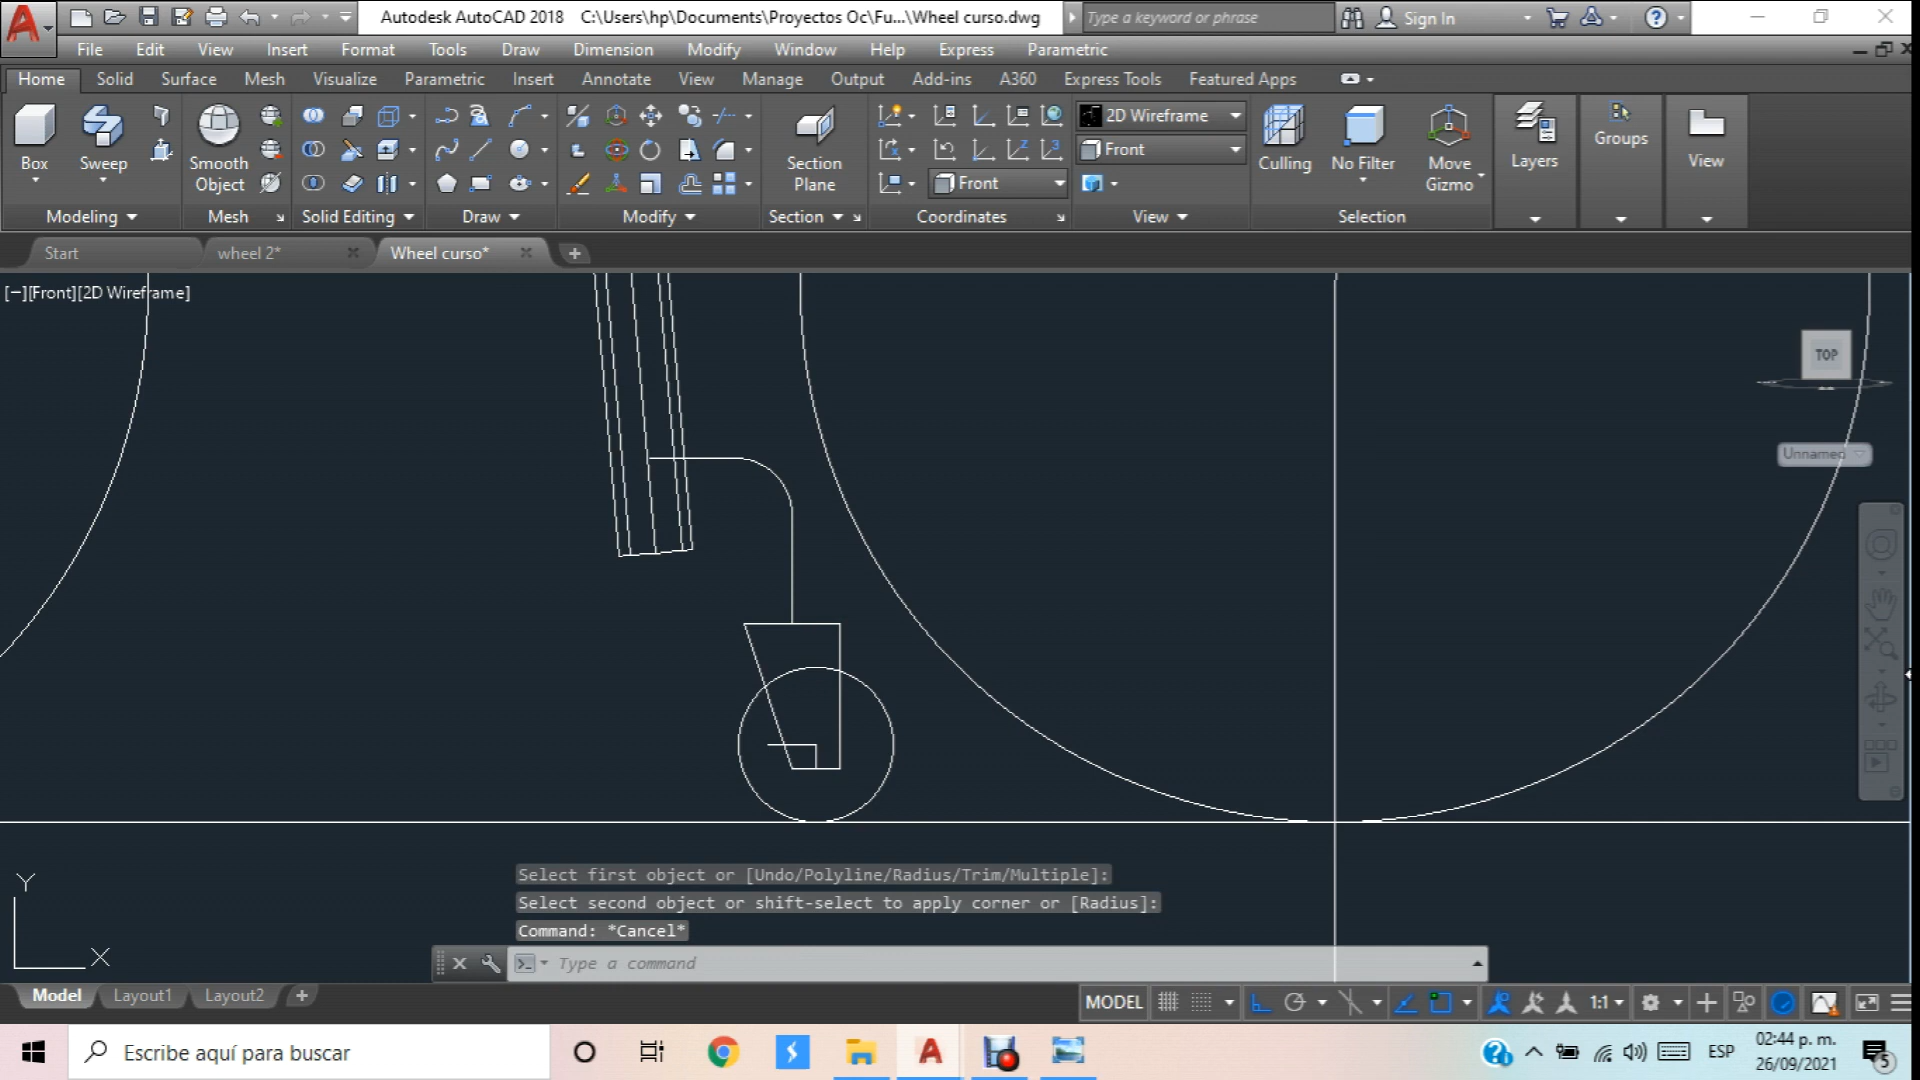 Autodesk AutoCAD 2018 C:\Users\hp\Documents\Proyectos Oc\Fu...\Wheel curso.dwg
Type a keyword or phrase
Sign In
File Edit View Insert Format Tools Draw Dimension Modify Window Help Express Parametric
Home Solid Surface Mesh Visualize Parametric Insert Annotate View Manage Output Add-ins A360 Express Tools Featured Apps
2D Wireframe
Front
Front
Box
Sweep
Smooth
Object
Section
Plane
Culling
No Filter
Move
Gizmo
Layers
Groups
View
Modeling
Mesh
Solid Editing
Draw
Modify
Section
Coordinates
View
Selection
Start
wheel 2*
Wheel curso*
[−][Front][2D Wireframe]
TOP
Unnamed
Y
X
Select first object or [Undo/Polyline/Radius/Trim/Multiple]:
Select second object or shift-select to apply corner or [Radius]:
Command: *Cancel*
Type a command
Model Layout1 Layout2
MODEL
1:1
Escribe aquí para buscar
ESP
02:44 p. m.
26/09/2021
5